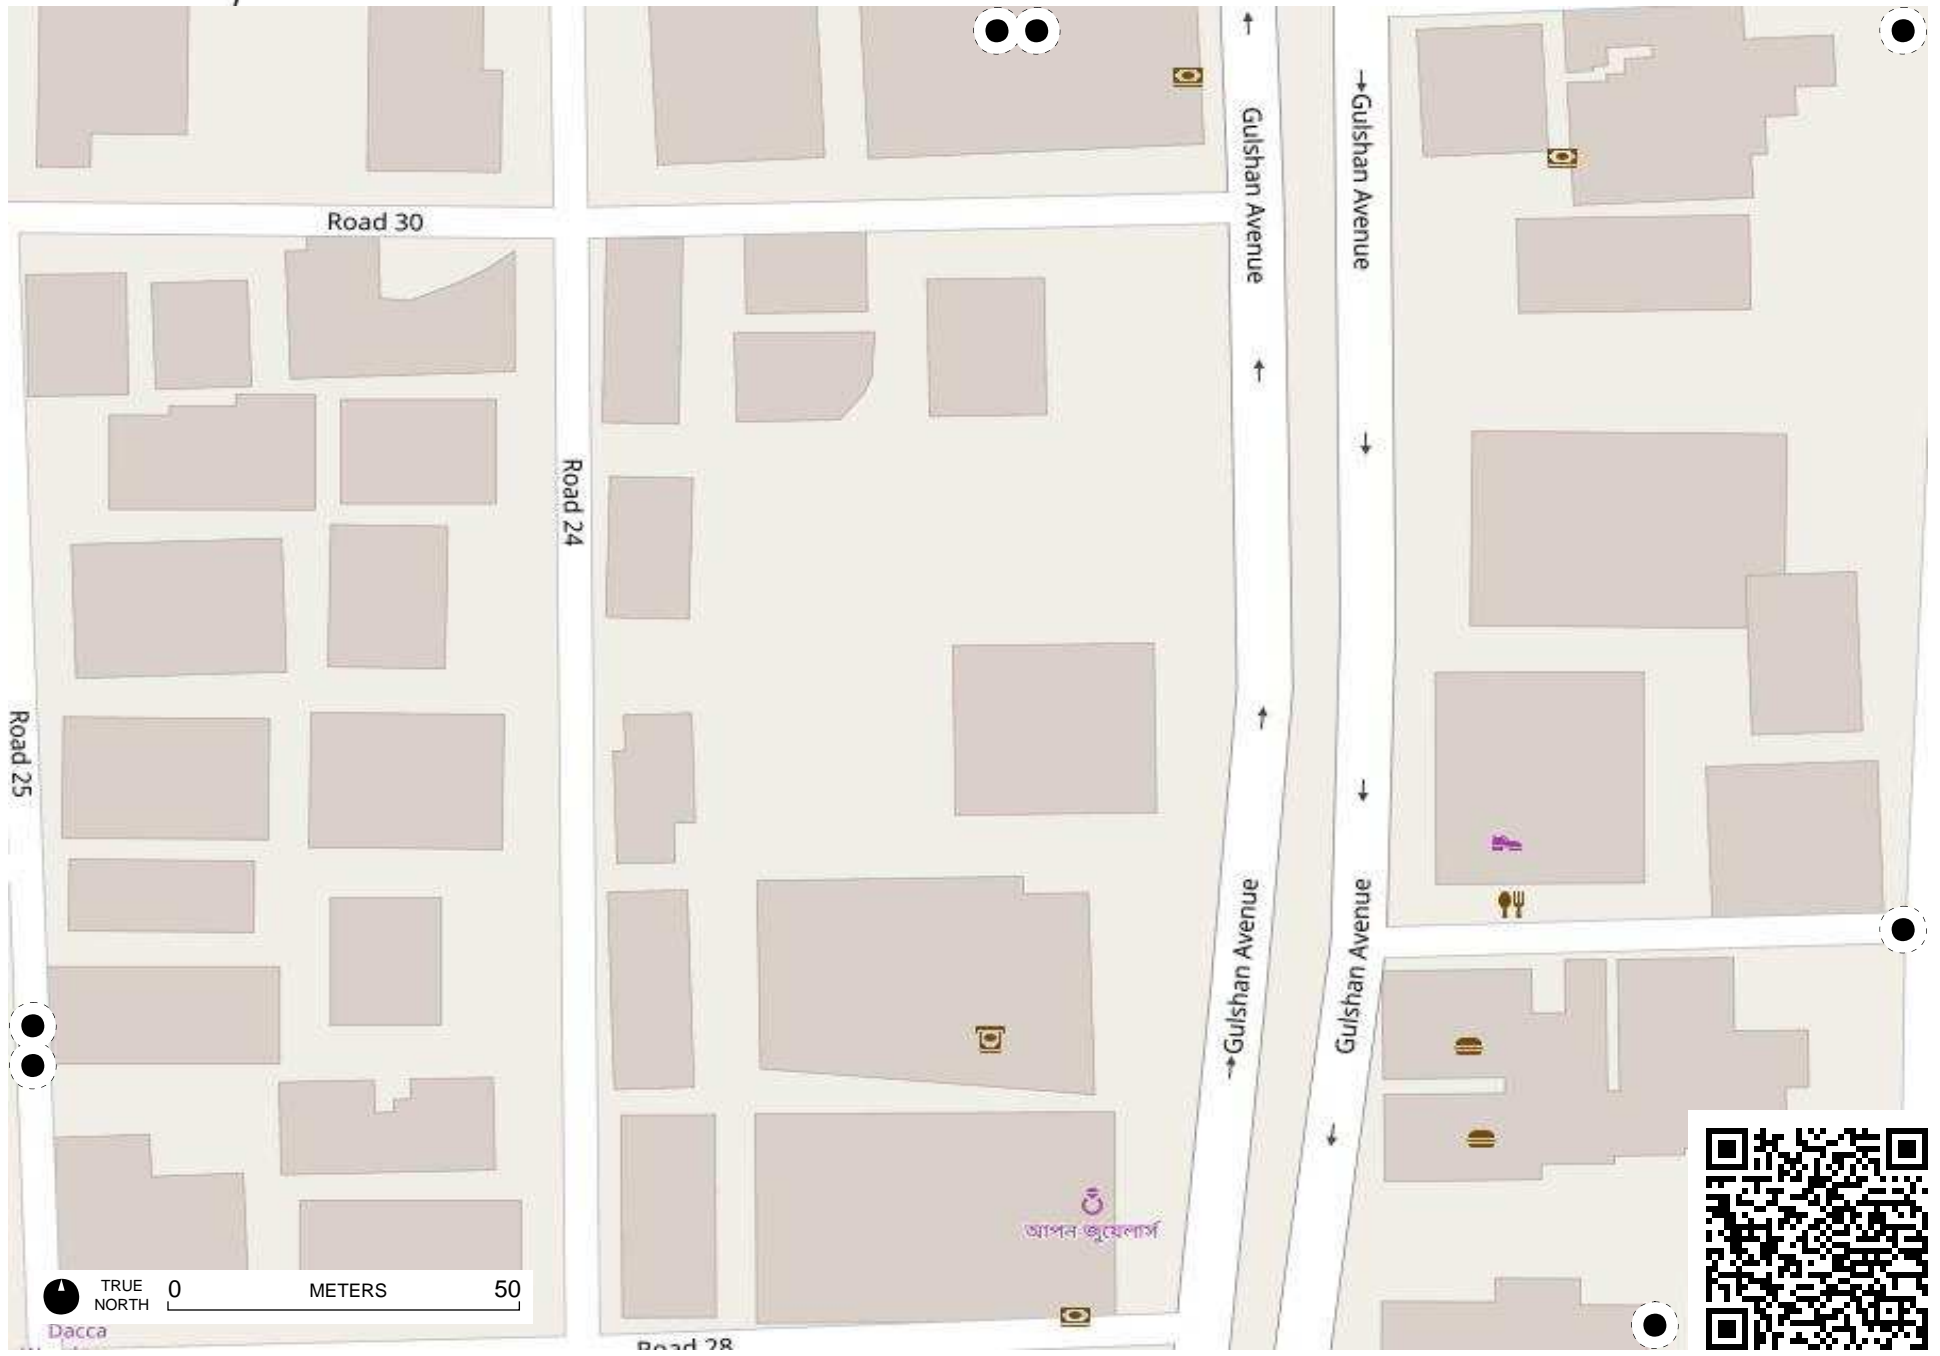 Gulshan Avenue
Gulshan Avenue
Road 30
Road 24
Road 25
Gulshan Avenue
Gulshan Avenue
আপন জুয়েলার্স
TRUE NORTH
0 METERS 50
Dacca
Road 28